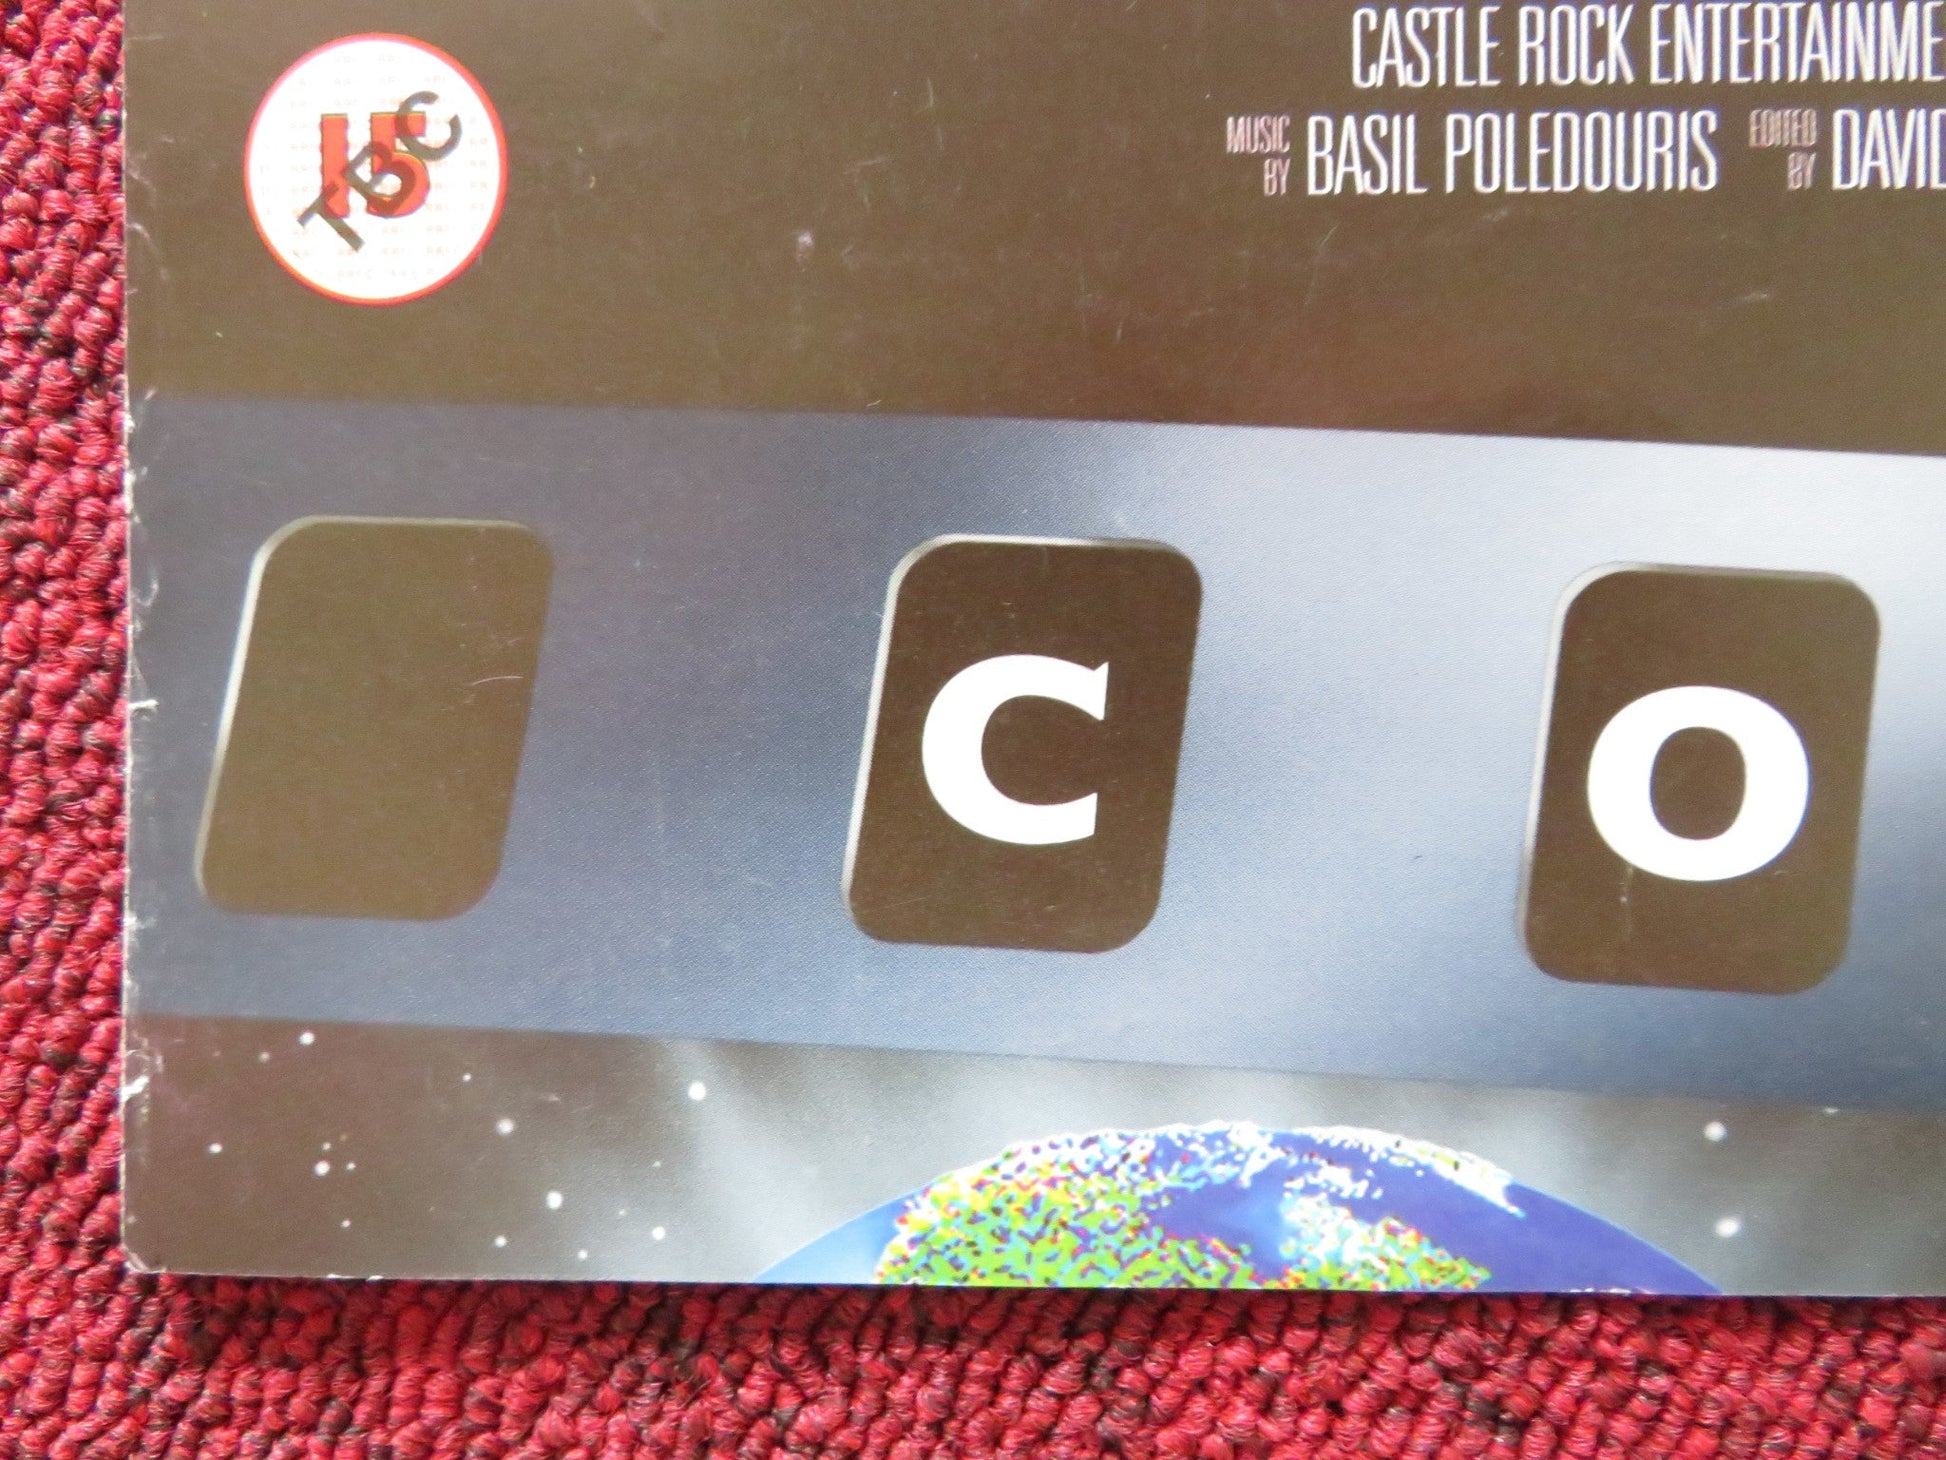 CASTLE ROCK ENTERTAINME
MUSIC BY BASIL POLEDOURIS EDITED BY DAVID
15
TBC
C O